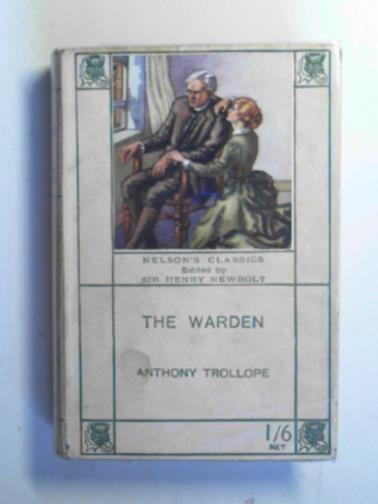 NELSON'S CLASSICS
Edited by
SIR HENRY NEWBOLT
THE WARDEN
ANTHONY TROLLOPE
1/6
NET